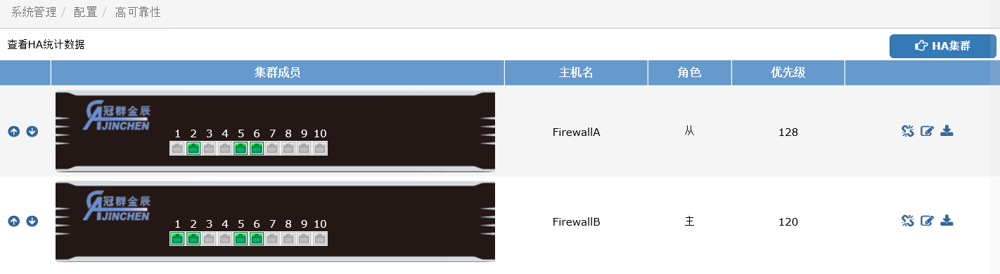 系统管理 / 配置 / 高可靠性
查看HA统计数据
HA集群
集群成员 主机名 角色 优先级
冠群金辰
JINCHEN
1 2 3 4 5 6 7 8 9 10
FirewallA 从 128
冠群金辰
JINCHEN
1 2 3 4 5 6 7 8 9 10
FirewallB 主 120